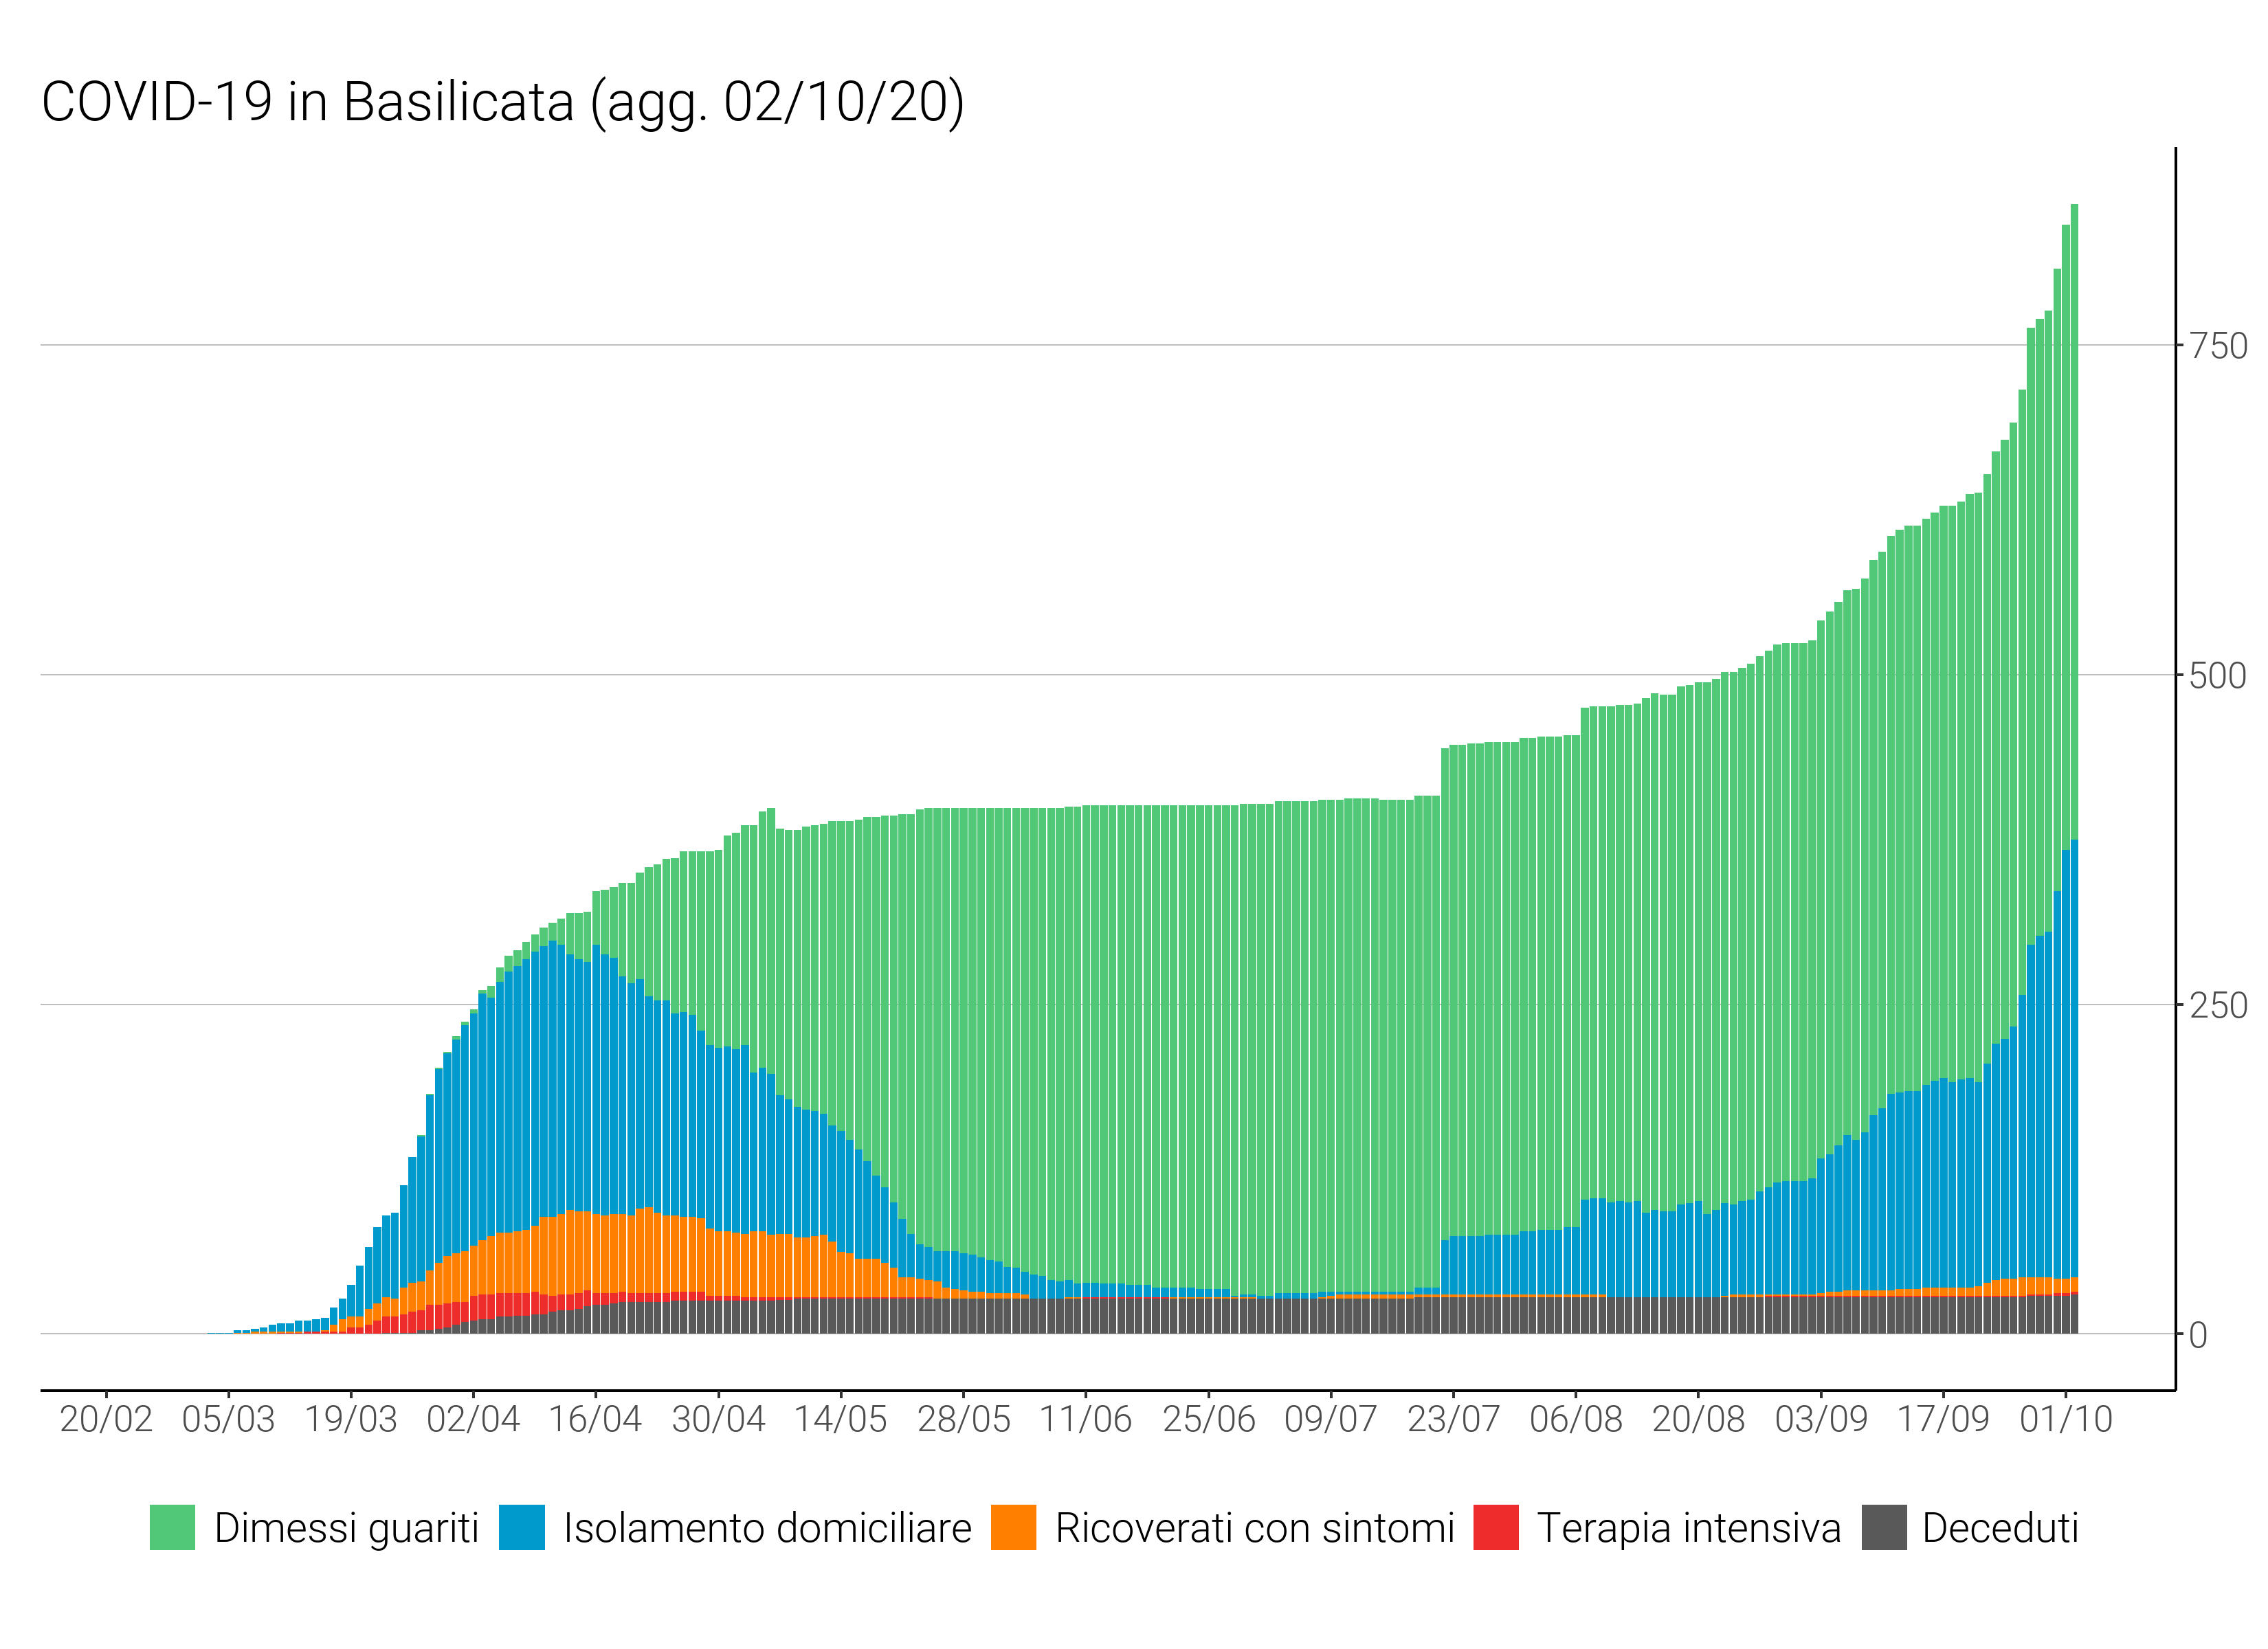 COVID-19 in Basilicata (agg. 02/10/20)
750
500
250
0
20/02 05/03 19/03 02/04 16/04 30/04 14/05 28/05 11/06 25/06 09/07 23/07 06/08 20/08 03/09 17/09 01/10
Dimessi guariti Isolamento domiciliare Ricoverati con sintomi Terapia intensiva Deceduti